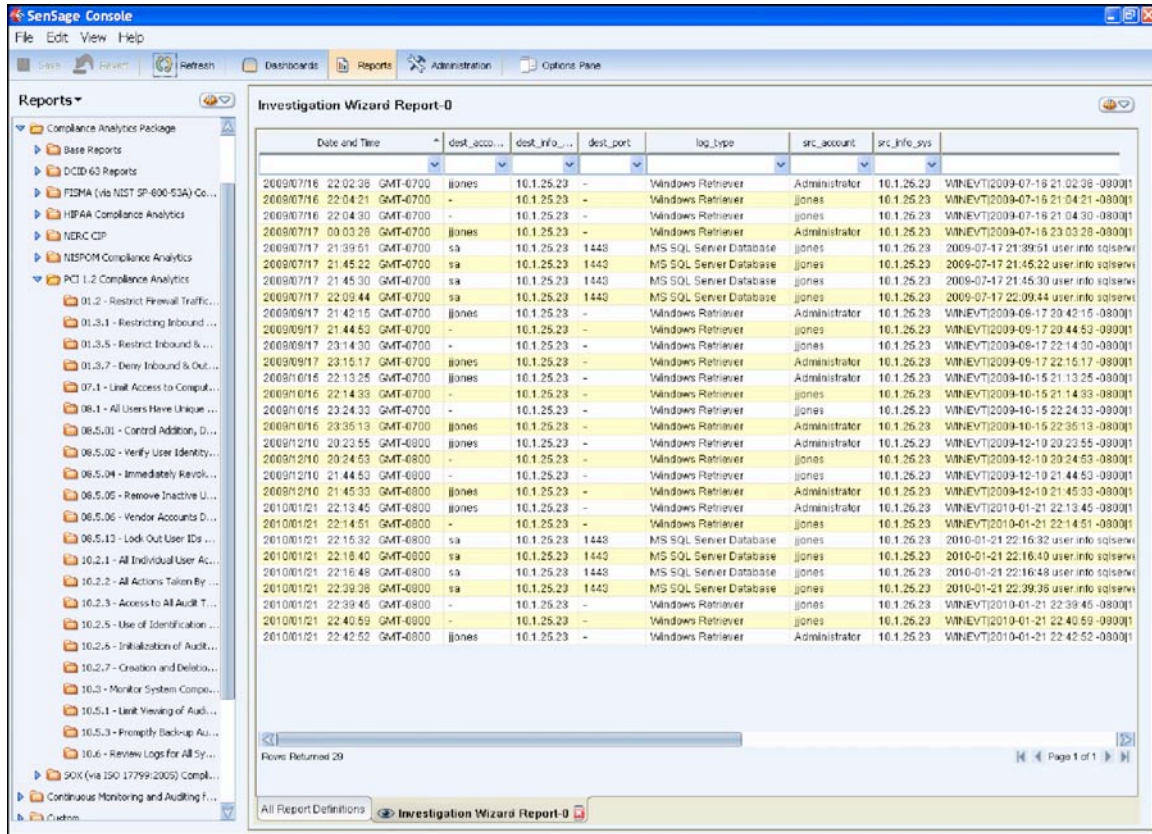 SenSage Console
File Edit View Help
Save Revert Refresh Dashboards Reports Administration Options Pane
Reports
Compliance Analytics Package
Base Reports
DCID 63 Reports
FISMA (via NIST SP-800-53A) Co...
HIPAA Compliance Analytics
NERC CIP
NISPOM Compliance Analytics
PCI 1.2 Compliance Analytics
01.2 - Restrict Firewall Traffic...
01.3.1 - Restricting Inbound ...
01.3.5 - Restrict Inbound & ...
01.3.7 - Deny Inbound & Out...
07.1 - Limit Access to Comput...
08.1 - All Users Have Unique ...
08.5.01 - Control Addition, D...
08.5.02 - Verify User Identity...
08.5.04 - Immediately Revok...
08.5.05 - Remove Inactive U...
08.5.06 - Vendor Accounts D...
08.5.13 - Lock Out User IDs ...
10.2.1 - All Individual User Ac...
10.2.2 - All Actions Taken By ...
10.2.3 - Access to All Audit T...
10.2.5 - Use of Identification ...
10.2.6 - Initialization of Audit...
10.2.7 - Creation and Deletio...
10.3 - Monitor System Compo...
10.5.1 - Limit Viewing of Audi...
10.5.3 - Promptly Back-up Au...
10.6 - Review Logs for All Sy...
SOX (via ISO 17799:2005) Compli...
Continuous Monitoring and Auditing f...
Custom
Investigation Wizard Report-0
Date and Time dest_acco... dest_info_... dest_port log_type src_account src_info_sys
2009/07/16 22:02:36 GMT-0700 jjones 10.1.25.23 - Windows Retriever Administrator 10.1.25.23 WINEVT|2009-07-16 21:02:36 -0800|1
2009/07/16 22:04:21 GMT-0700 - 10.1.25.23 - Windows Retriever jjones 10.1.25.23 WINEVT|2009-07-16 21:04:21 -0800|1
2009/07/16 22:04:30 GMT-0700 - 10.1.25.23 - Windows Retriever jjones 10.1.25.23 WINEVT|2009-07-16 21:04:30 -0800|1
2009/07/17 00:03:28 GMT-0700 jjones 10.1.25.23 - Windows Retriever Administrator 10.1.25.23 WINEVT|2009-07-16 23:03:28 -0800|1
2009/07/17 21:39:51 GMT-0700 sa 10.1.25.23 1443 MS SQL Server Database jjones 10.1.25.23 2009-07-17 21:39:51 user.info sqlserve
2009/07/17 21:45:22 GMT-0700 sa 10.1.25.23 1443 MS SQL Server Database jjones 10.1.25.23 2009-07-17 21:45:22 user.info sqlserve
2009/07/17 21:45:30 GMT-0700 sa 10.1.25.23 1443 MS SQL Server Database jjones 10.1.25.23 2009-07-17 21:45:30 user.info sqlserve
2009/07/17 22:09:44 GMT-0700 sa 10.1.25.23 1443 MS SQL Server Database jjones 10.1.25.23 2009-07-17 22:09:44 user.info sqlserve
2009/09/17 21:42:15 GMT-0700 jjones 10.1.25.23 - Windows Retriever Administrator 10.1.25.23 WINEVT|2009-09-17 20:42:15 -0800|1
2009/09/17 21:44:53 GMT-0700 - 10.1.25.23 - Windows Retriever jjones 10.1.25.23 WINEVT|2009-09-17 20:44:53 -0800|1
2009/09/17 23:14:30 GMT-0700 - 10.1.25.23 - Windows Retriever jjones 10.1.25.23 WINEVT|2009-09-17 22:14:30 -0800|1
2009/09/17 23:15:17 GMT-0700 jjones 10.1.25.23 - Windows Retriever Administrator 10.1.25.23 WINEVT|2009-09-17 22:15:17 -0800|1
2009/10/15 22:13:25 GMT-0700 jjones 10.1.25.23 - Windows Retriever Administrator 10.1.25.23 WINEVT|2009-10-15 21:13:25 -0800|1
2009/10/15 22:14:33 GMT-0700 - 10.1.25.23 - Windows Retriever jjones 10.1.25.23 WINEVT|2009-10-15 21:14:33 -0800|1
2009/10/15 23:24:33 GMT-0700 - 10.1.25.23 - Windows Retriever jjones 10.1.25.23 WINEVT|2009-10-15 22:24:33 -0800|1
2009/10/15 23:35:13 GMT-0700 jjones 10.1.25.23 - Windows Retriever Administrator 10.1.25.23 WINEVT|2009-10-15 22:35:13 -0800|1
2009/12/10 20:23:55 GMT-0800 jjones 10.1.25.23 - Windows Retriever Administrator 10.1.25.23 WINEVT|2009-12-10 20:23:55 -0800|1
2009/12/10 20:24:53 GMT-0800 - 10.1.25.23 - Windows Retriever jjones 10.1.25.23 WINEVT|2009-12-10 20:24:53 -0800|1
2009/12/10 21:44:53 GMT-0800 - 10.1.25.23 - Windows Retriever jjones 10.1.25.23 WINEVT|2009-12-10 21:44:53 -0800|1
2009/12/10 21:45:33 GMT-0800 jjones 10.1.25.23 - Windows Retriever Administrator 10.1.25.23 WINEVT|2009-12-10 21:45:33 -0800|1
2010/01/21 22:13:45 GMT-0800 jjones 10.1.25.23 - Windows Retriever Administrator 10.1.25.23 WINEVT|2010-01-21 22:13:45 -0800|1
2010/01/21 22:14:51 GMT-0800 - 10.1.25.23 - Windows Retriever jjones 10.1.25.23 WINEVT|2010-01-21 22:14:51 -0800|1
2010/01/21 22:15:32 GMT-0800 sa 10.1.25.23 1443 MS SQL Server Database jjones 10.1.25.23 2010-01-21 22:15:32 user.info sqlserve
2010/01/21 22:16:40 GMT-0800 sa 10.1.25.23 1443 MS SQL Server Database jjones 10.1.25.23 2010-01-21 22:16:40 user.info sqlserve
2010/01/21 22:16:48 GMT-0800 sa 10.1.25.23 1443 MS SQL Server Database jjones 10.1.25.23 2010-01-21 22:16:48 user.info sqlserve
2010/01/21 22:39:36 GMT-0800 sa 10.1.25.23 1443 MS SQL Server Database jjones 10.1.25.23 2010-01-21 22:39:36 user.info sqlserve
2010/01/21 22:39:45 GMT-0800 - 10.1.25.23 - Windows Retriever jjones 10.1.25.23 WINEVT|2010-01-21 22:39:45 -0800|1
2010/01/21 22:40:59 GMT-0800 - 10.1.25.23 - Windows Retriever jjones 10.1.25.23 WINEVT|2010-01-21 22:40:59 -0800|1
2010/01/21 22:42:52 GMT-0800 jjones 10.1.25.23 - Windows Retriever Administrator 10.1.25.23 WINEVT|2010-01-21 22:42:52 -0800|1
Rows Returned 29
Page 1 of 1
All Report Definitions Investigation Wizard Report-0